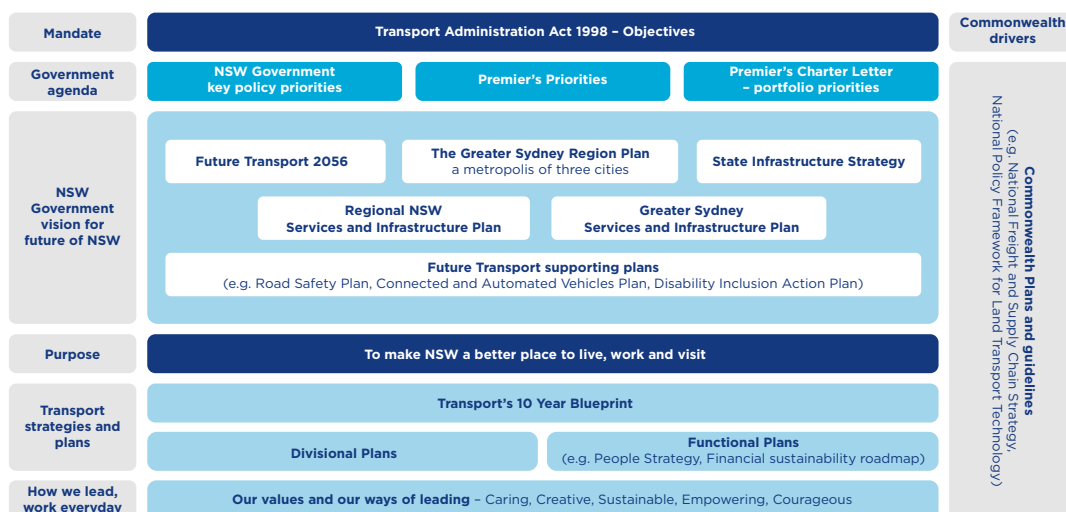 Mandate
Transport Administration Act 1998 – Objectives
Commonwealth
drivers
Government
agenda
NSW Government
key policy priorities
Premier’s Priorities
Premier’s Charter Letter
– portfolio priorities
NSW
Government
vision for
future of NSW
Future Transport 2056
The Greater Sydney Region Plan
a metropolis of three cities
State Infrastructure Strategy
Regional NSW
Services and Infrastructure Plan
Greater Sydney
Services and Infrastructure Plan
Future Transport supporting plans
(e.g. Road Safety Plan, Connected and Automated Vehicles Plan, Disability Inclusion Action Plan)
Commonwealth Plans and guidelines
(e.g. National Freight and Supply Chain Strategy,
National Policy Framework for Land Transport Technology)
Purpose
To make NSW a better place to live, work and visit
Transport
strategies and
plans
Transport’s 10 Year Blueprint
Divisional Plans
Functional Plans
(e.g. People Strategy, Financial sustainability roadmap)
How we lead,
work everyday
Our values and our ways of leading – Caring, Creative, Sustainable, Empowering, Courageous